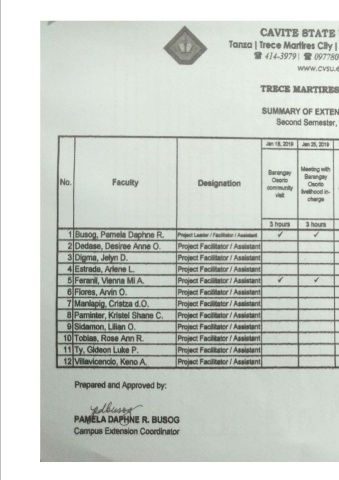 CAVITE STATE
Tanza | Trece Martires City |
☎ 414-3979 | ☎ 097780
www.cvsu.e
TRECE MARTIRES
SUMMARY OF EXTEN
Second Semester,
No. Faculty Designation Jan 18, 2019 Jan 25, 2019
Barangay Osorio community visit Meeting with Barangay Osorio livelihood in-charge
3 hours 3 hours
1 Busog, Pamela Daphne R. Project Leader / Facilitator / Assistant ✓ ✓
2 Dedase, Desiree Anne O. Project Facilitator / Assistant
3 Digma, Jelyn D. Project Facilitator / Assistant
4 Estrada, Arlene L. Project Facilitator / Assistant
5 Feranil, Vienna Mi A. Project Facilitator / Assistant ✓ ✓
6 Flores, Arvin O. Project Facilitator / Assistant
7 Manlapig, Cristza d.O. Project Facilitator / Assistant
8 Paminter, Kristel Shane C. Project Facilitator / Assistant
9 Sidamon, Lilian O. Project Facilitator / Assistant
10 Tobias, Rose Ann R. Project Facilitator / Assistant
11 Ty, Gideon Luke P. Project Facilitator / Assistant
12 Villavicencio, Keno A. Project Facilitator / Assistant
Prepared and Approved by:
pdbusog
PAMELA DAPHNE R. BUSOG
Campus Extension Coordinator